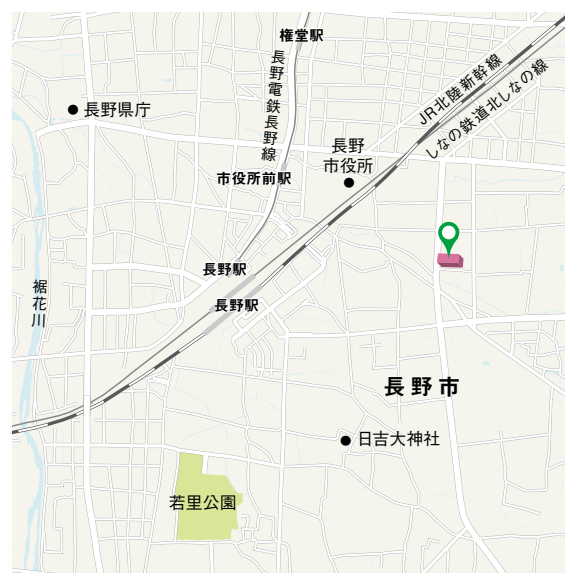 権堂駅
長野電鉄長野線
JR北陸新幹線
しなの鉄道北しなの線
長野県庁
長野
市役所
市役所前駅
長野駅
裾花川
長野駅
長野市
日吉大神社
若里公園